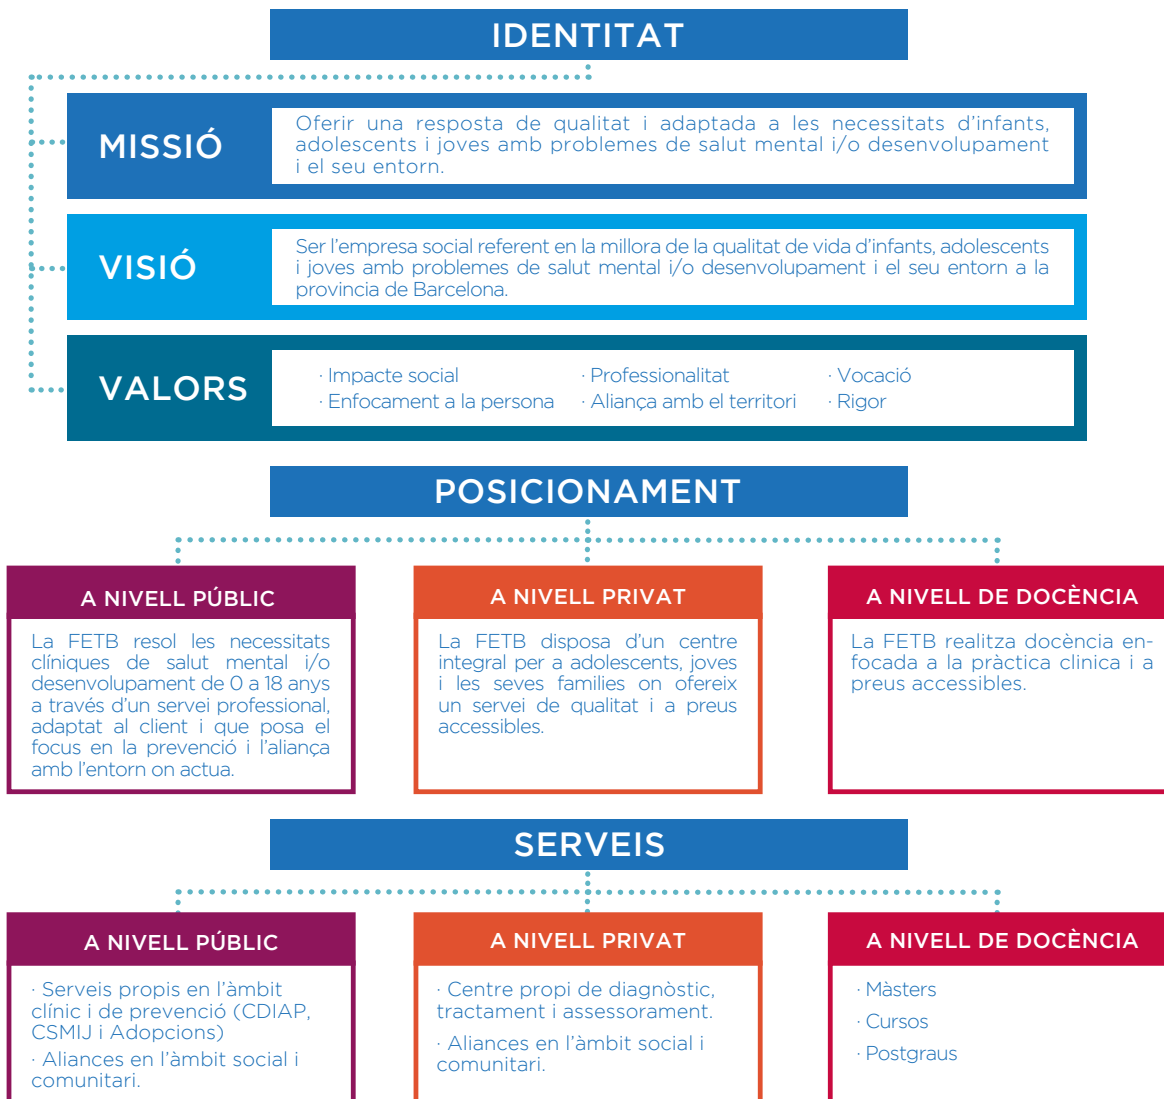 IDENTITAT
MISSIÓ
Oferir una resposta de qualitat i adaptada a les necessitats d'infants,
adolescents i joves amb problemes de salut mental i/o desenvolupament
i el seu entorn.
VISIÓ
Ser l'empresa social referent en la millora de la qualitat de vida d'infants, adolescents
i joves amb problemes de salut mental i/o desenvolupament i el seu entorn a la
provincia de Barcelona.
VALORS
· Impacte social
· Enfocament a la persona
· Professionalitat
· Aliança amb el territori
· Vocació
· Rigor
POSICIONAMENT
A NIVELL PÚBLIC
La FETB resol les necessitats
clíniques de salut mental i/o
desenvolupament de 0 a 18 anys
a través d'un servei professional,
adaptat al client i que posa el
focus en la prevenció i l'aliança
amb l'entorn on actua.
A NIVELL PRIVAT
La FETB disposa d'un centre
integral per a adolescents, joves
i les seves families on ofereix
un servei de qualitat i a preus
accessibles.
A NIVELL DE DOCÈNCIA
La FETB realitza docència en-
focada a la pràctica clinica i a
preus accessibles.
SERVEIS
A NIVELL PÚBLIC
· Serveis propis en l'àmbit
clínic i de prevenció (CDIAP,
CSMIJ i Adopcions)
· Aliances en l'àmbit social i
comunitari.
A NIVELL PRIVAT
· Centre propi de diagnòstic,
tractament i assessorament.
· Aliances en l'àmbit social i
comunitari.
A NIVELL DE DOCÈNCIA
· Màsters
· Cursos
· Postgraus